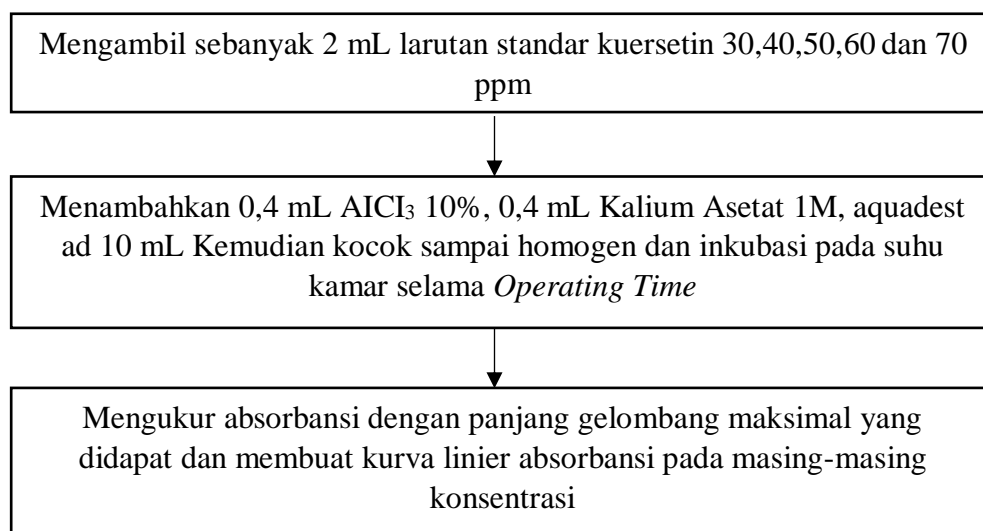 Mengambil sebanyak 2 mL larutan standar kuersetin 30,40,50,60 dan 70
ppm
Menambahkan 0,4 mL AICI₃ 10%, 0,4 mL Kalium Asetat 1M, aquadest
ad 10 mL Kemudian kocok sampai homogen dan inkubasi pada suhu
kamar selama Operating Time
Mengukur absorbansi dengan panjang gelombang maksimal yang
didapat dan membuat kurva linier absorbansi pada masing-masing
konsentrasi